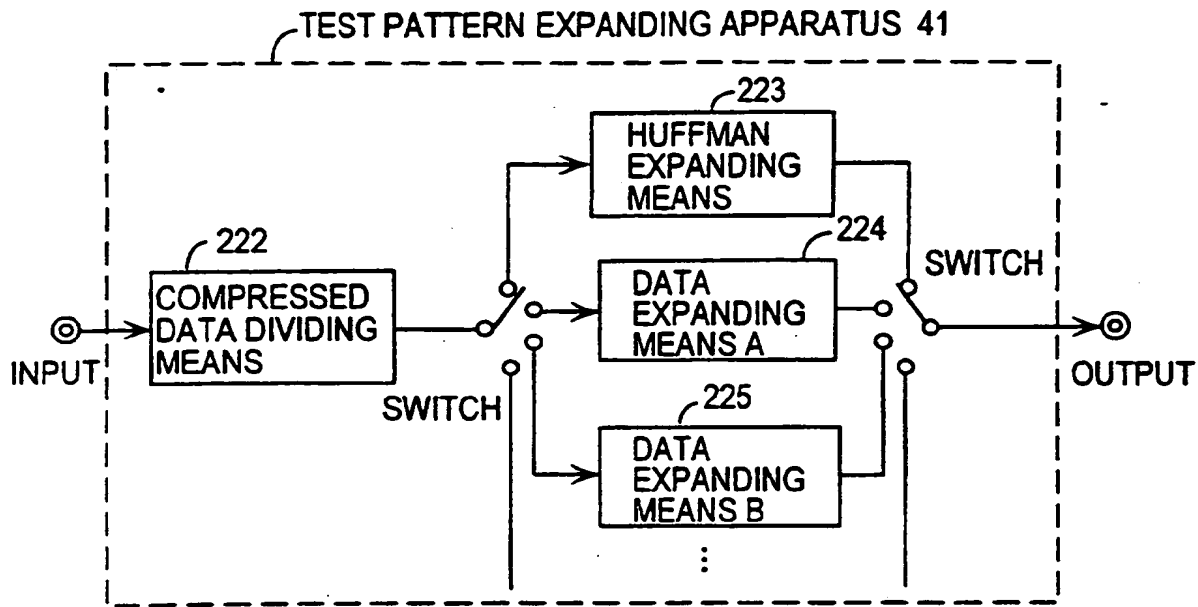 TEST PATTERN EXPANDING APPARATUS 41
223
HUFFMAN
EXPANDING
MEANS
222
COMPRESSED
DATA DIVIDING
MEANS
224
DATA
EXPANDING
MEANS A
SWITCH
INPUT
OUTPUT
SWITCH
225
DATA
EXPANDING
MEANS B